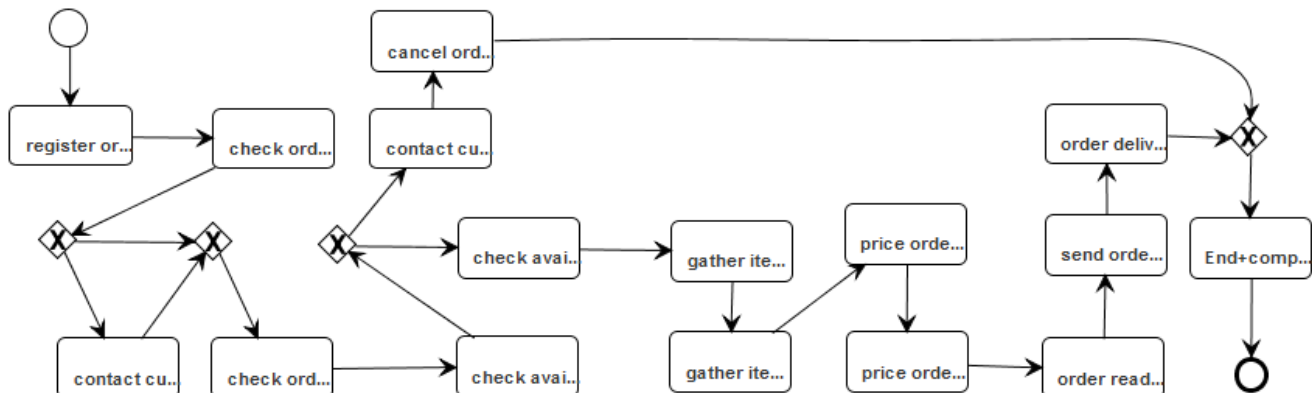 cancel ord...
register or...
check ord...
contact cu...
order deliv...
X
X
X
X
check avai...
gather ite...
price orde...
send orde...
End+comp...
contact cu...
check ord...
check avai...
gather ite...
price orde...
order read...